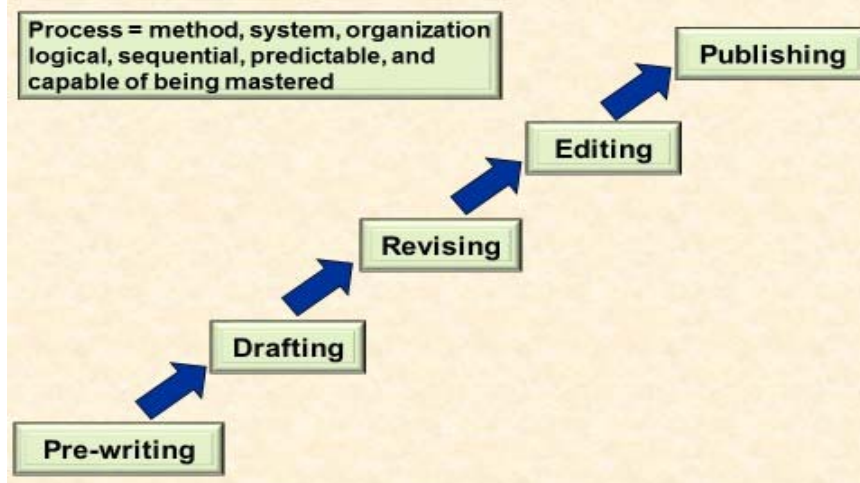 Process = method, system, organization
logical, sequential, predictable, and
capable of being mastered
Publishing
Editing
Revising
Drafting
Pre-writing